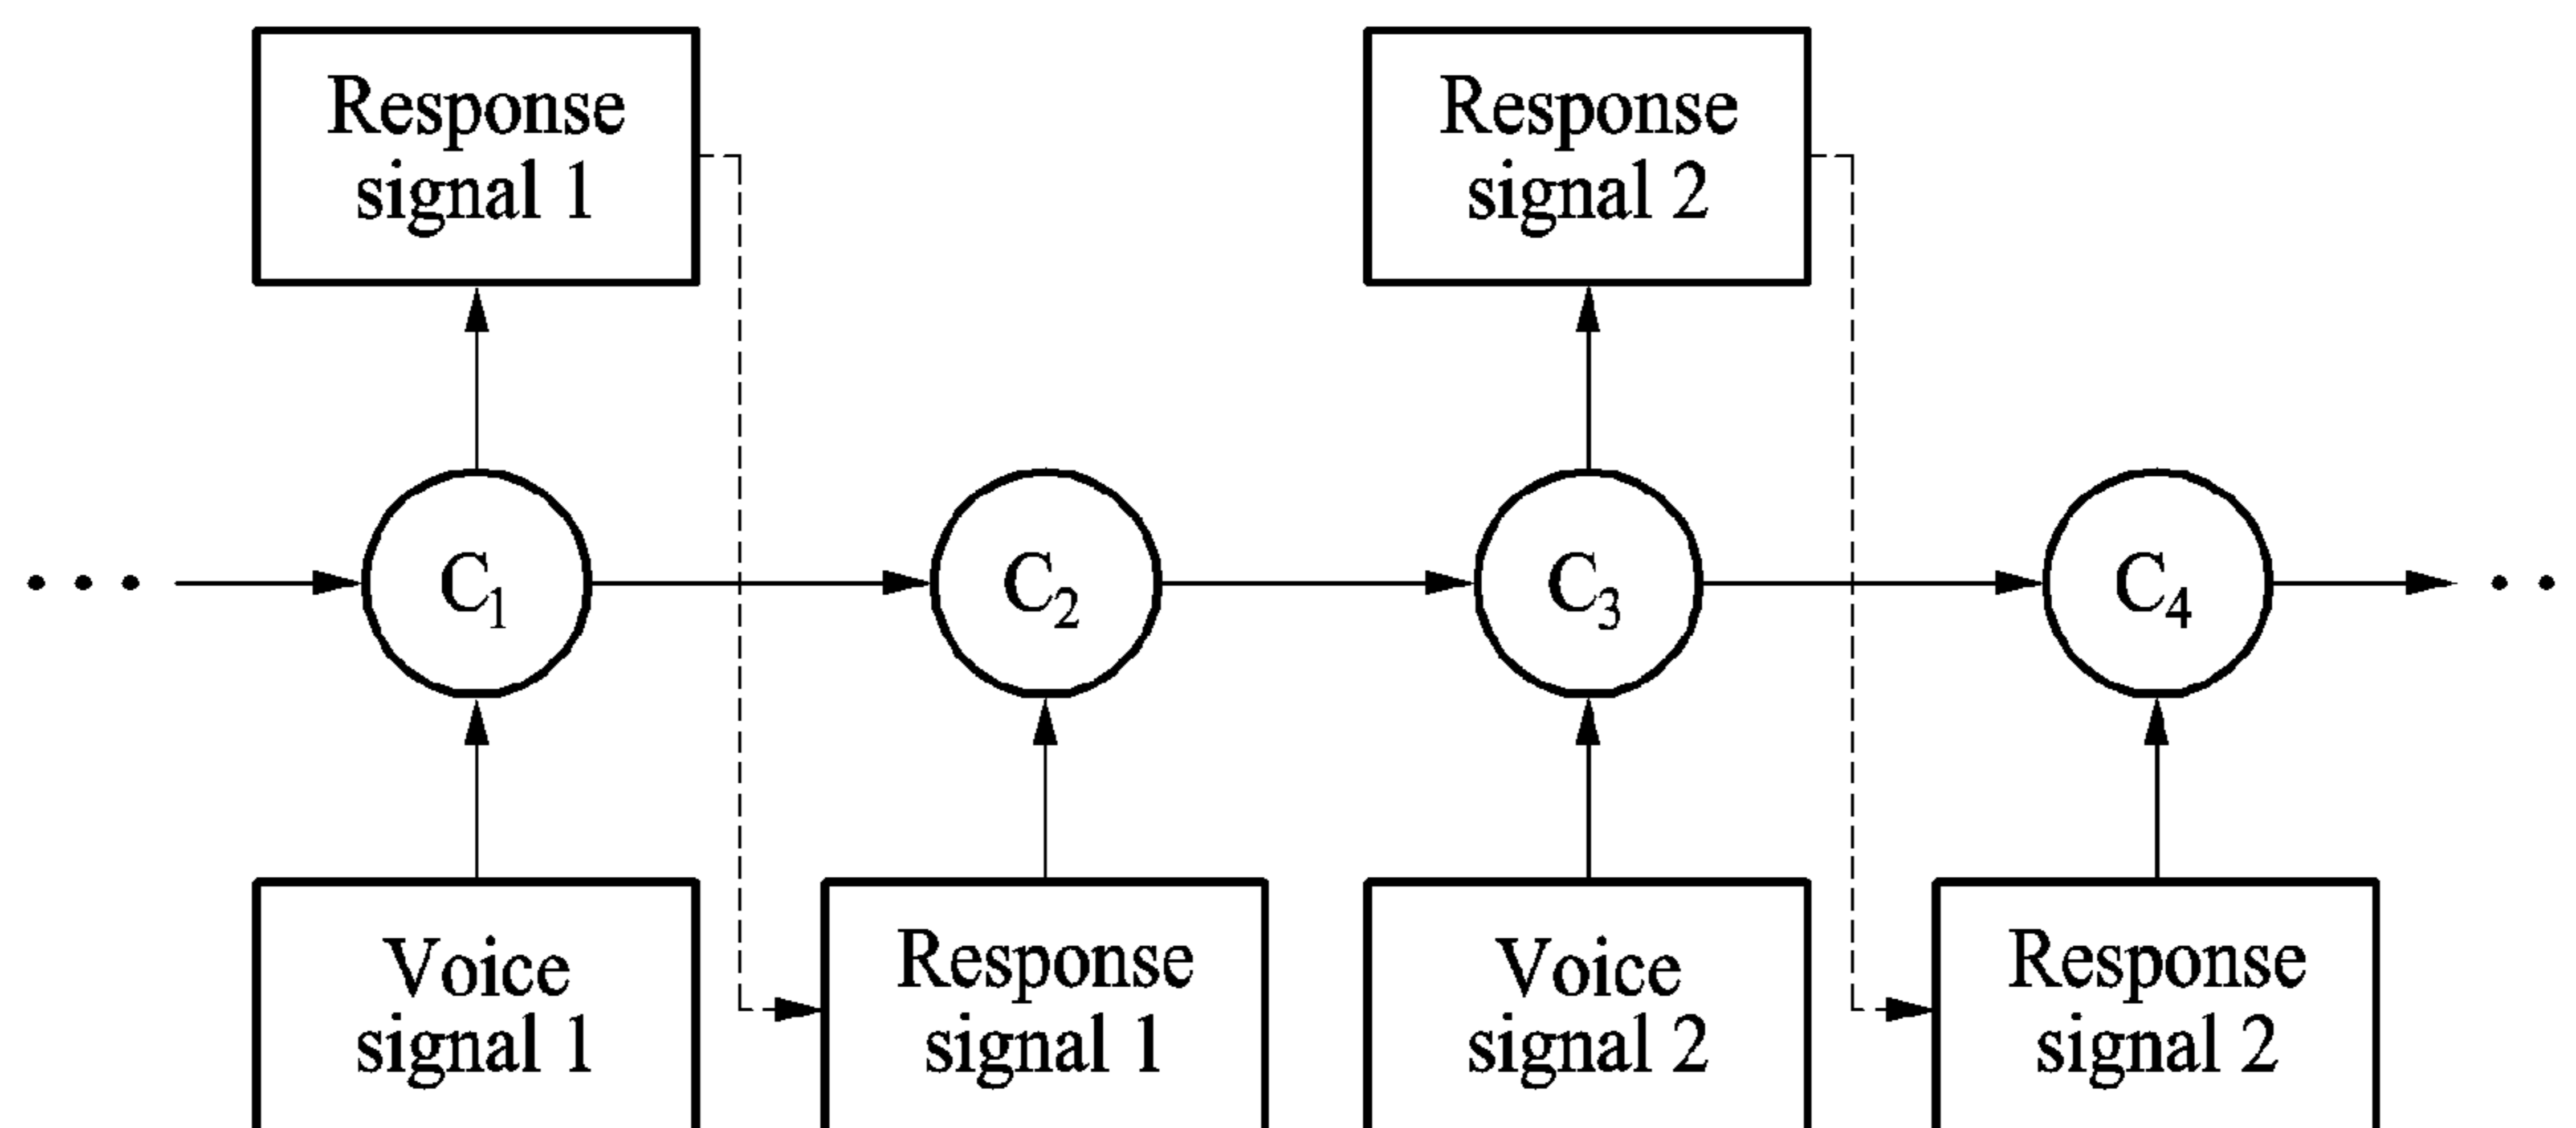 Response
signal 1
Response
signal 2
C₁
C₂
C₃
C₄
Voice
signal 1
Response
signal 1
Voice
signal 2
Response
signal 2